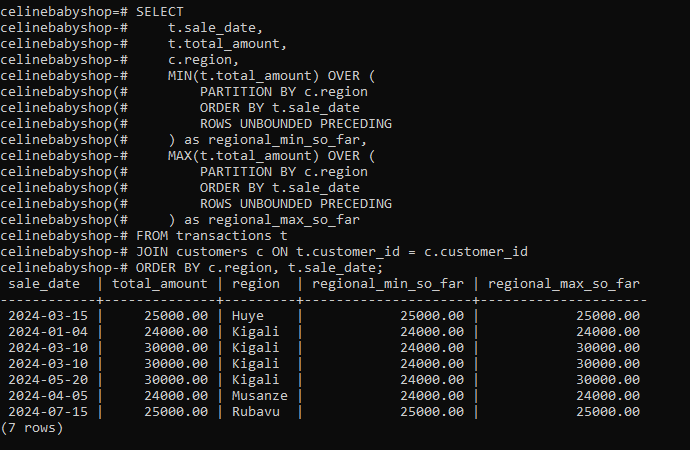 celinebabyshop=# SELECT
celinebabyshop-#     t.sale_date,
celinebabyshop-#     t.total_amount,
celinebabyshop-#     c.region,
celinebabyshop-#     MIN(t.total_amount) OVER (
celinebabyshop(#         PARTITION BY c.region
celinebabyshop(#         ORDER BY t.sale_date
celinebabyshop(#         ROWS UNBOUNDED PRECEDING
celinebabyshop(#     ) as regional_min_so_far,
celinebabyshop-#     MAX(t.total_amount) OVER (
celinebabyshop(#         PARTITION BY c.region
celinebabyshop(#         ORDER BY t.sale_date
celinebabyshop(#         ROWS UNBOUNDED PRECEDING
celinebabyshop(#     ) as regional_max_so_far
celinebabyshop-# FROM transactions t
celinebabyshop-# JOIN customers c ON t.customer_id = c.customer_id
celinebabyshop-# ORDER BY c.region, t.sale_date;
 sale_date  | total_amount | region  | regional_min_so_far | regional_max_so_far
------------+--------------+---------+---------------------+---------------------
 2024-03-15 |     25000.00 | Huye    |            25000.00 |            25000.00
 2024-01-04 |     24000.00 | Kigali  |            24000.00 |            24000.00
 2024-03-10 |     30000.00 | Kigali  |            24000.00 |            30000.00
 2024-03-10 |     30000.00 | Kigali  |            24000.00 |            30000.00
 2024-05-20 |     30000.00 | Kigali  |            24000.00 |            30000.00
 2024-04-05 |     24000.00 | Musanze |            24000.00 |            24000.00
 2024-07-15 |     25000.00 | Rubavu  |            25000.00 |            25000.00
(7 rows)